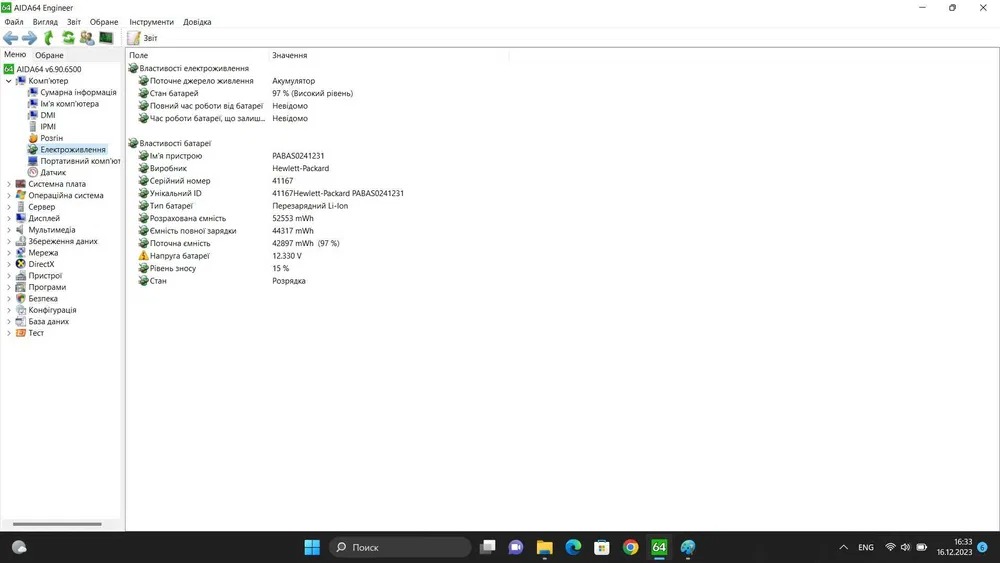 AIDA64 Engineer
Файл Вигляд Звіт Обране Інструменти Довідка
Звіт
Меню Обране
AIDA64 v6.90.6500
Комп'ютер
Сумарна інформація
Ім'я комп'ютера
DMI
IPMI
Розгін
Електроживлення
Портативний комп'ют
Датчик
Системна плата
Операційна система
Сервер
Дисплей
Мультимедіа
Збереження даних
Мережа
DirectX
Пристрої
Програми
Безпека
Конфігурація
База даних
Тест
Поле Значення
Властивості електроживлення
Поточне джерело живлення Акумулятор
Стан батарей 97 % (Високий рівень)
Повний час роботи від батареї Невідомо
Час роботи батареї, що залиш... Невідомо
Властивості батареї
Ім'я пристрою PABAS0241231
Виробник Hewlett-Packard
Серійний номер 41167
Унікальний ID 41167Hewlett-Packard PABAS0241231
Тип батареї Перезарядний Li-Ion
Розрахована ємність 52553 mWh
Ємність повної зарядки 44317 mWh
Поточна ємність 42897 mWh (97 %)
Напруга батареї 12.330 V
Рівень зносу 15 %
Стан Розрядка
Поиск
64
ENG
16:33
16.12.2023
6